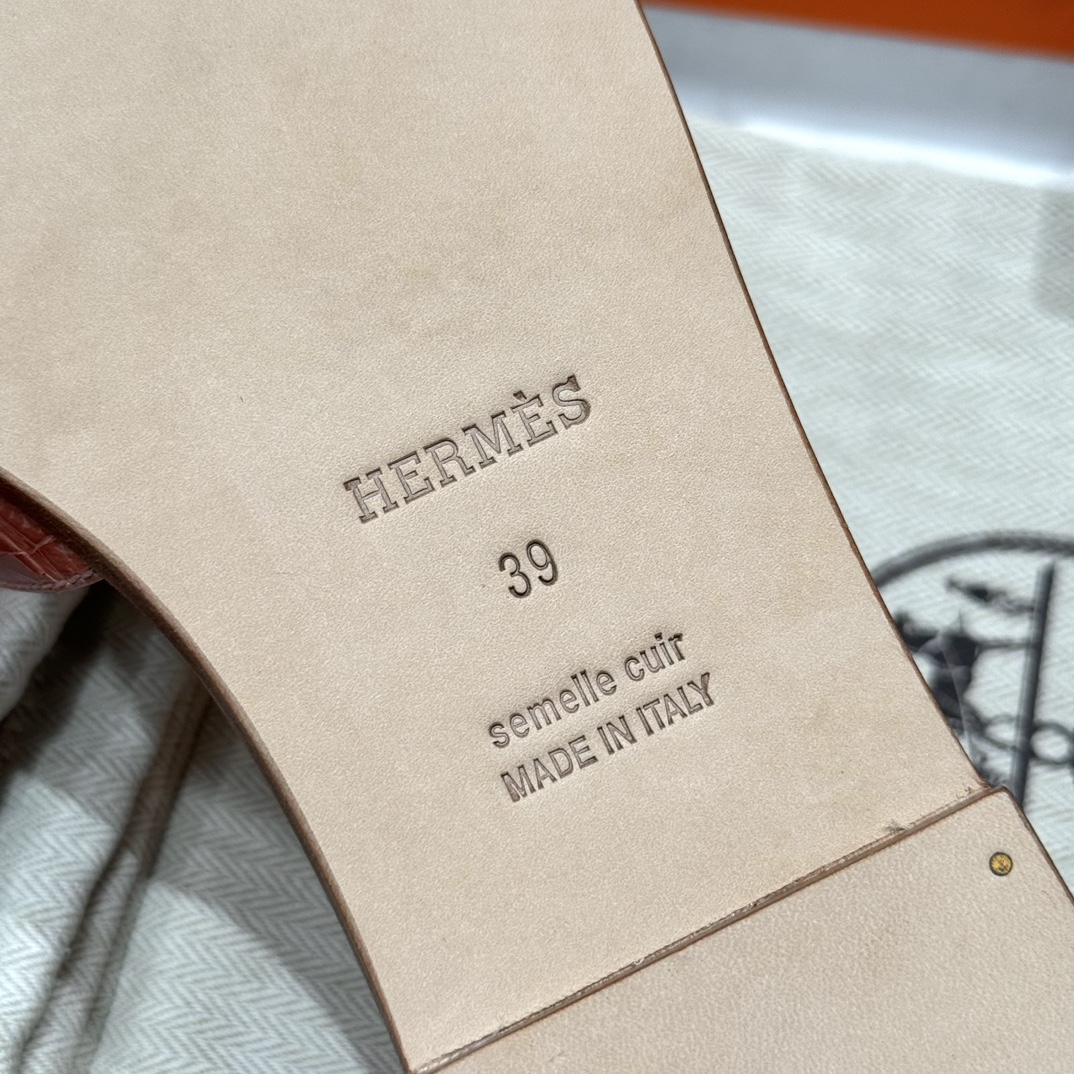 HERMÈS
39
semelle cuir
MADE IN ITALY